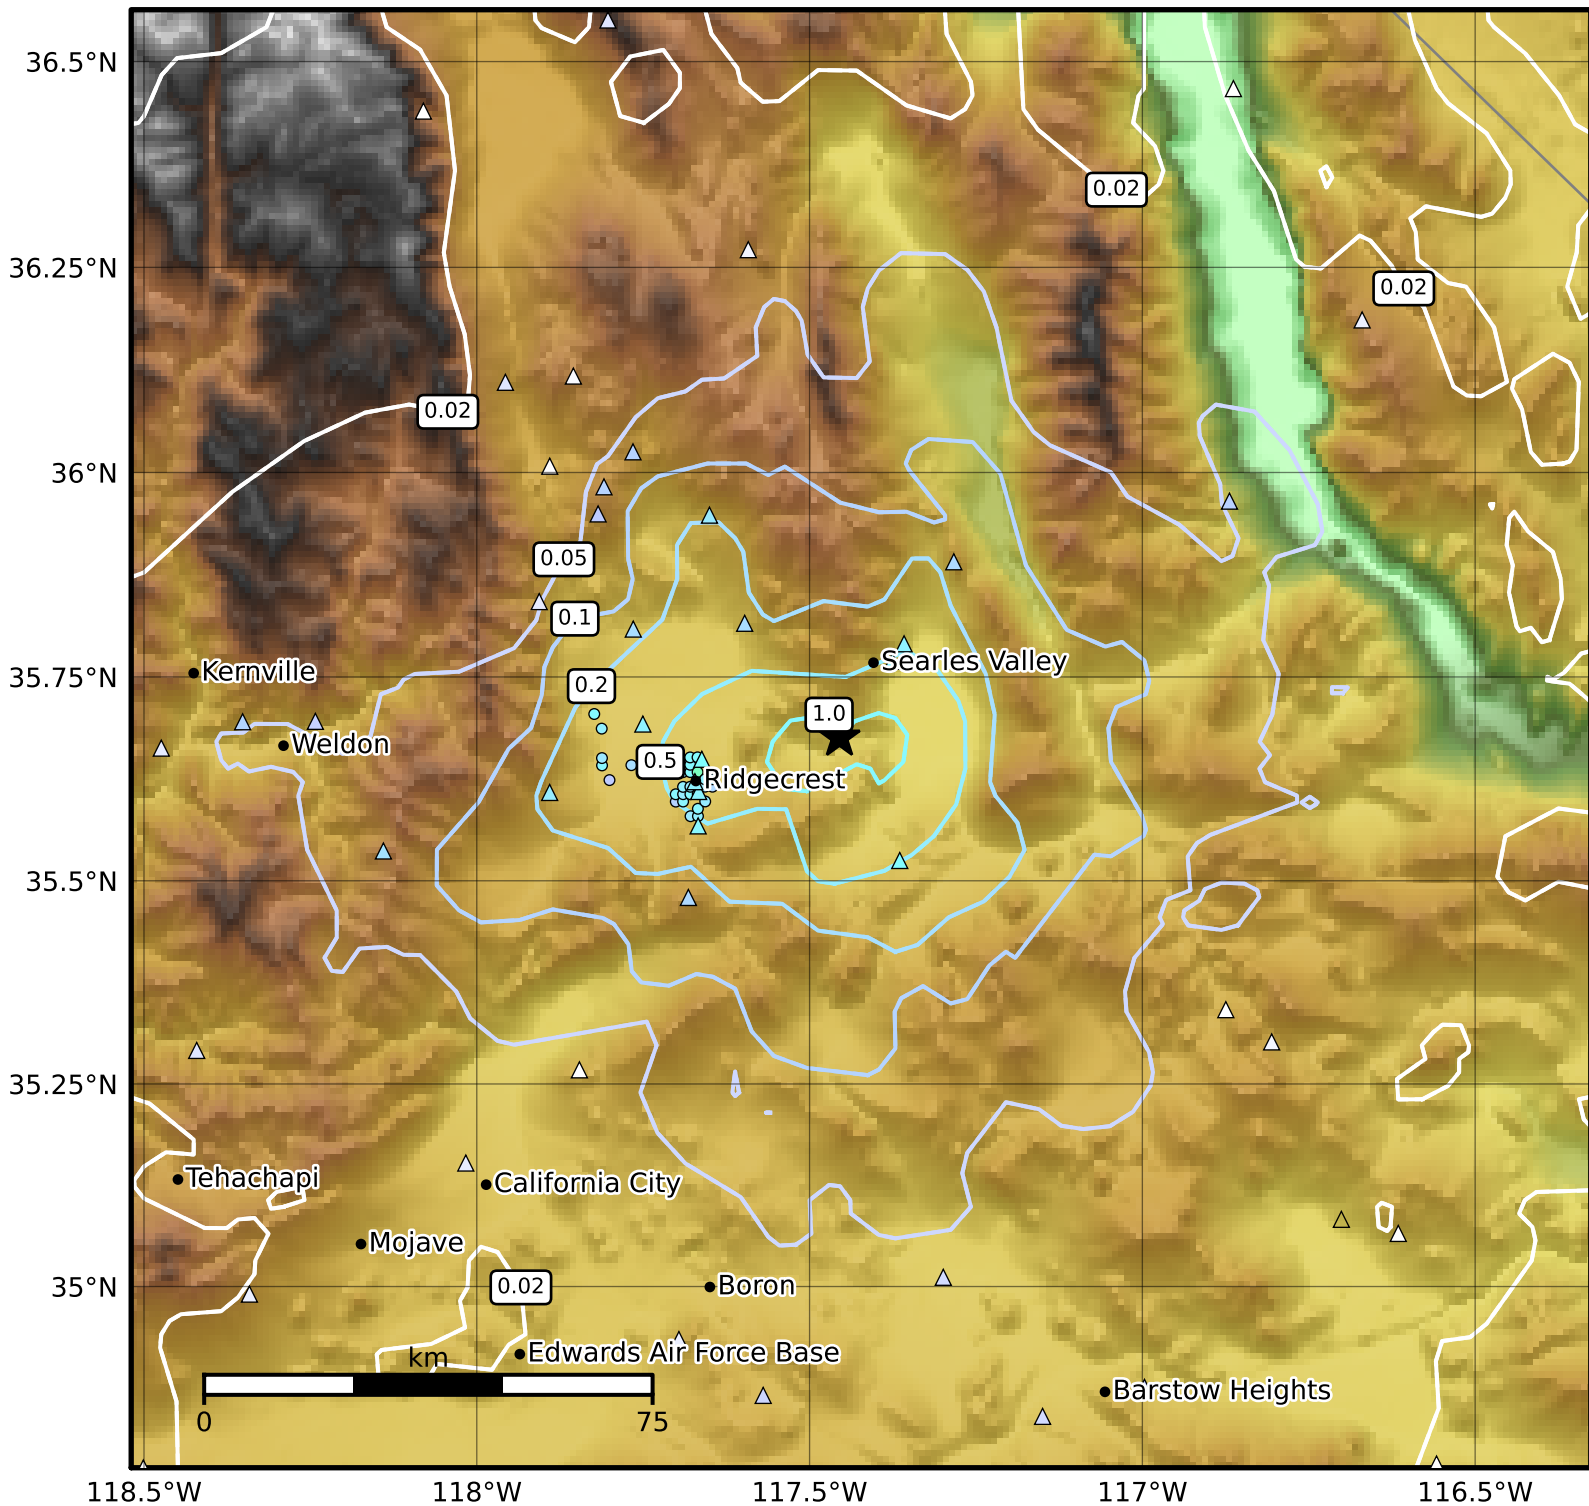 36.5°N
0.02
36.25°N
0.02
0.02
36°N
0.05
0.1
35.75°N
Kernville
Searles Valley
0.2
1.0
Weldon
0.5
Ridgecrest
35.5°N
35.25°N
Tehachapi
California City
Mojave
35°N
0.02
Boron
km
Edwards Air Force Base
Barstow Heights
0
75
118.5°W
118°W
117.5°W
117°W
116.5°W